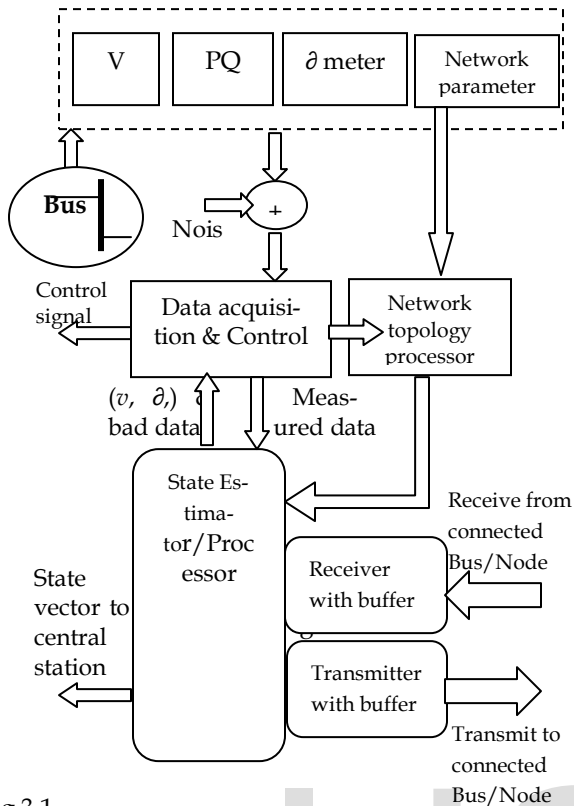 V
PQ
∂ meter
Network
parameter
Bus
Nois
+
Control
signal
Data acquisi-
tion & Control
Network
topology
processor
(v, ∂,)
bad data
Meas-
ured data
State Es-
tima-
tor/Proc
essor
Receive from
connected
Bus/Node
Receiver
with buffer
State
vector to
central
station
Transmitter
with buffer
Transmit to
connected
Bus/Node
3.1